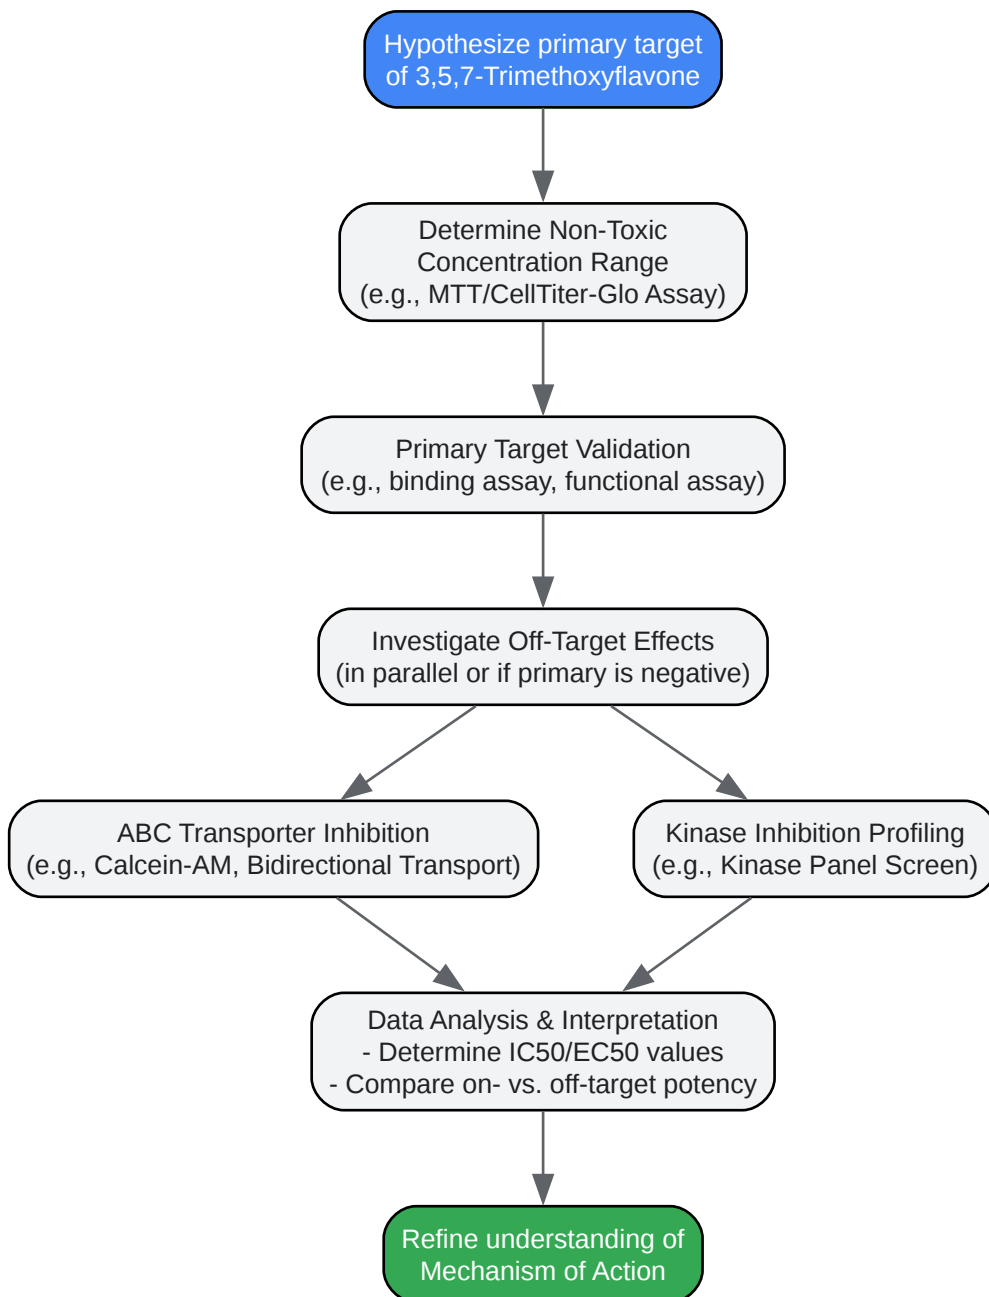 Hypothesize primary target
of 3,5,7-Trimethoxyflavone
Determine Non-Toxic
Concentration Range
(e.g., MTT/CellTiter-Glo Assay)
Primary Target Validation
(e.g., binding assay, functional assay)
Investigate Off-Target Effects
(in parallel or if primary is negative)
ABC Transporter Inhibition
(e.g., Calcein-AM, Bidirectional Transport)
Kinase Inhibition Profiling
(e.g., Kinase Panel Screen)
Data Analysis & Interpretation
- Determine IC50/EC50 values
- Compare on- vs. off-target potency
Refine understanding of
Mechanism of Action